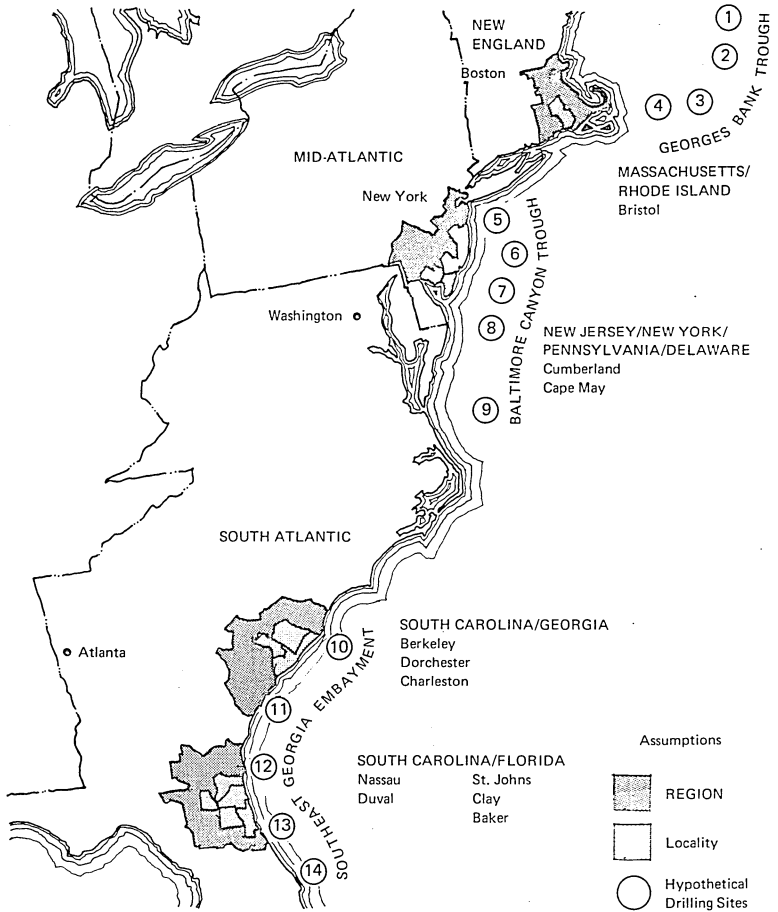 NEW
ENGLAND
Boston
1
2
3
4
GEORGES BANK TROUGH
MASSACHUSETTS/
RHODE ISLAND
Bristol
MID-ATLANTIC
New York
5
6
7
8
9
BALTIMORE CANYON TROUGH
Washington
NEW JERSEY/NEW YORK/
PENNSYLVANIA/DELAWARE
Cumberland
Cape May
SOUTH ATLANTIC
Atlanta
SOUTH CAROLINA/GEORGIA
Berkeley
Dorchester
Charleston
10
11
12
13
14
SOUTHEAST GEORGIA EMBAYMENT
SOUTH CAROLINA/FLORIDA
Nassau
Duval
St. Johns
Clay
Baker
Assumptions
REGION
Locality
Hypothetical
Drilling Sites